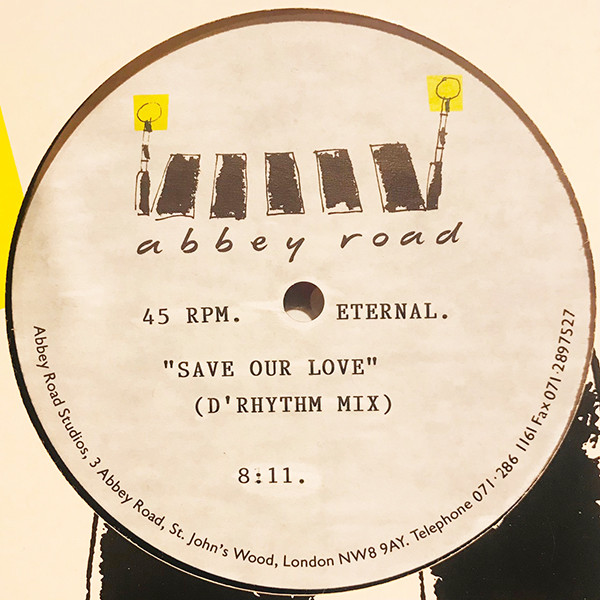 abbey road
45 RPM. ETERNAL.
"SAVE OUR LOVE"
(D'RHYTHM MIX)
8:11.
Abbey Road Studios, 3 Abbey Road, St. John's Wood, London NW8 9AY. Telephone 071·286 1161 Fax 071·2897527